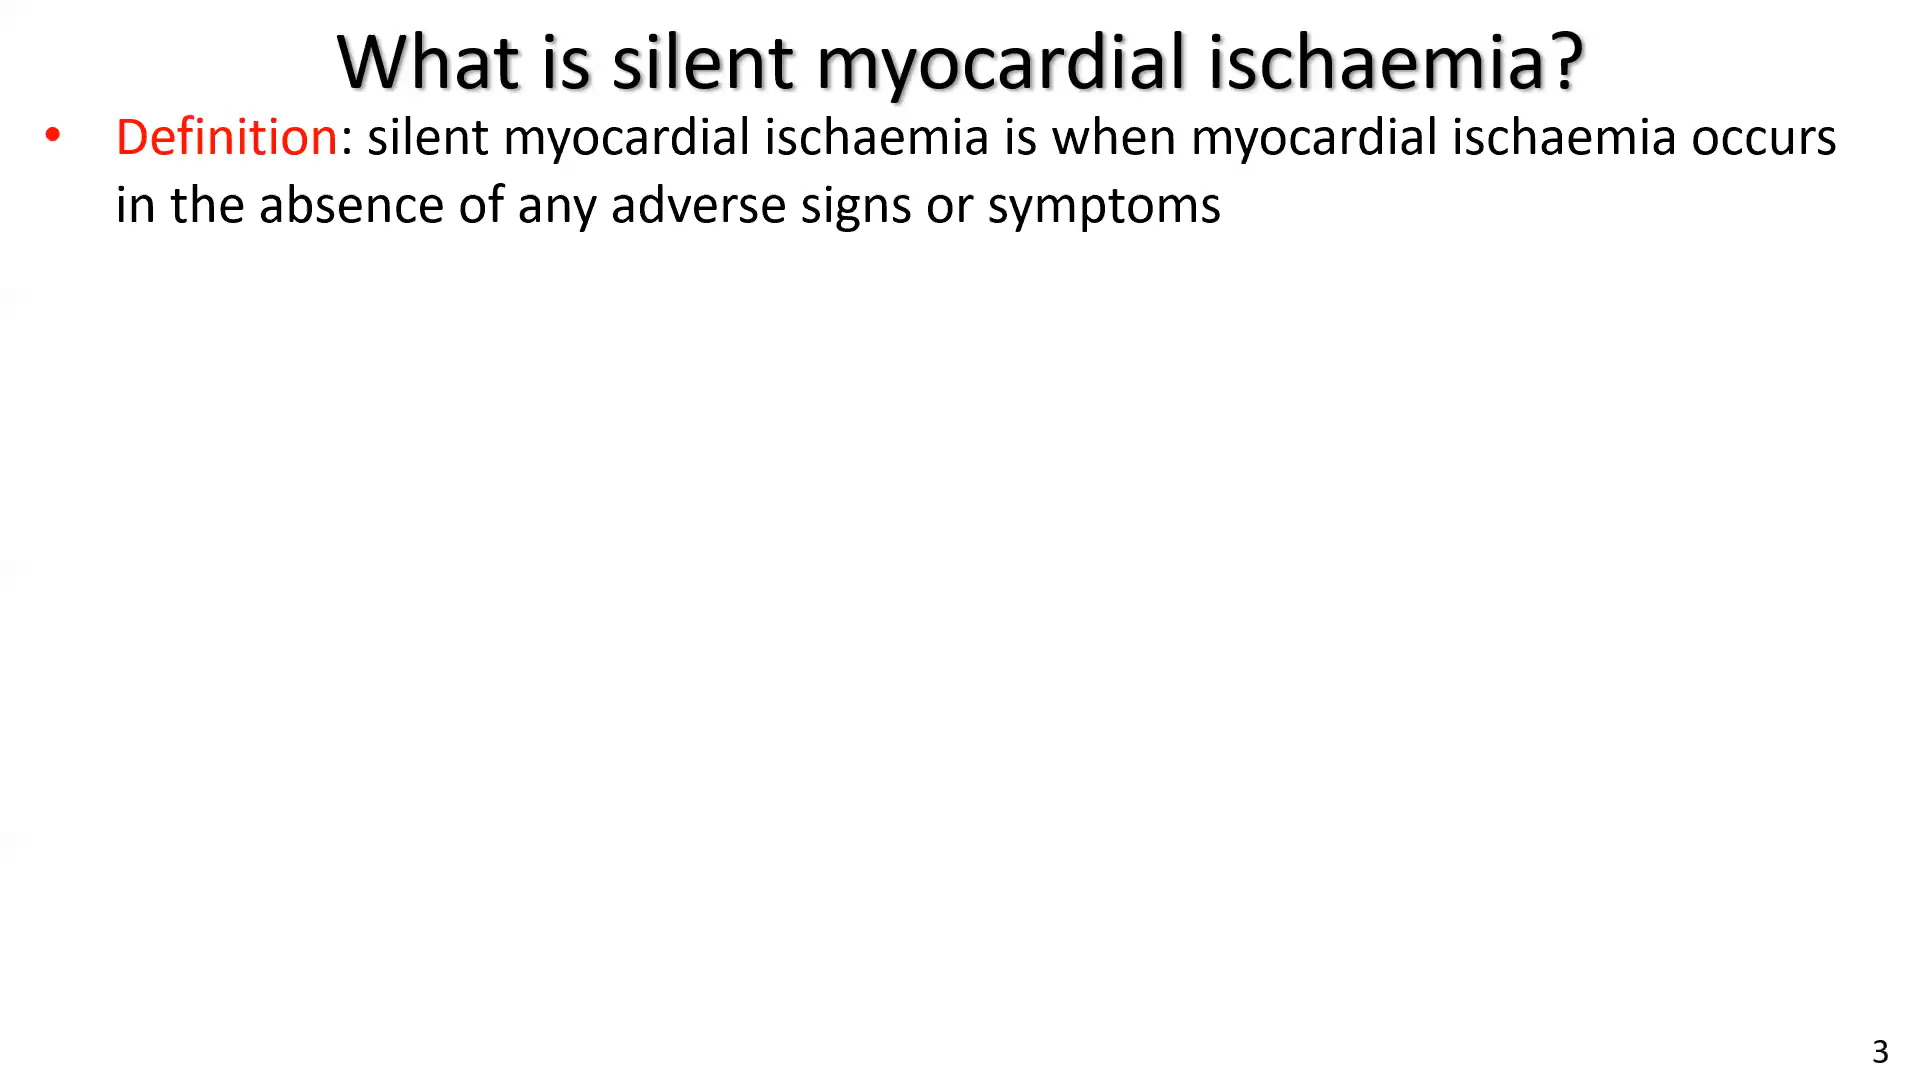 What is silent myocardial ischaemia?
• Definition: silent myocardial ischaemia is when myocardial ischaemia occurs
in the absence of any adverse signs or symptoms
3